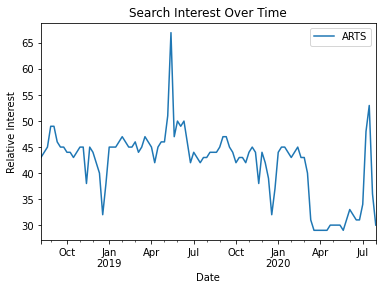 Search Interest Over Time
ARTS
Relative Interest
65
60
55
50
45
40
35
30
Oct Jan Apr Jul Oct Jan Apr Jul
2019 2020
Date